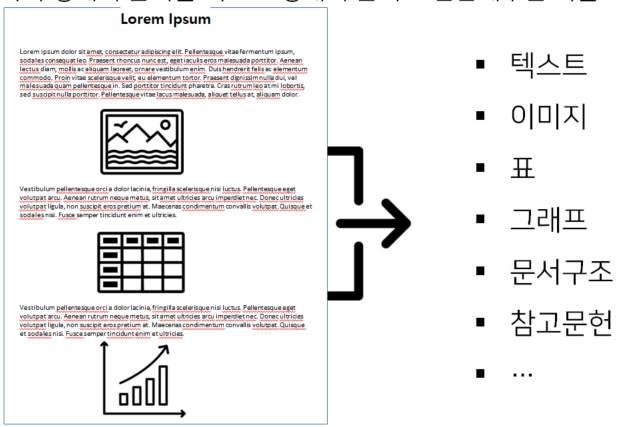 Lorem Ipsum
Lorem ipsum dolor sit amet, consectetur adipiscing elit. Pellentesque vitae fermentum ipsum,
sodales consequat leo. Praesent rhoncus nunc est, eget iaculis eros malesuada porttitor. Aenean
lectus diam, mollis ac aliquam laoreet, ornare vestibulum enim. Duis hendrerit felis ac elementum
commodo. Proin vitae scelerisque velit, eu elementum tortor. Praesent dignissim nulla dui, vel
malesuada quam pellentesque in. Sed porttitor tincidunt pharetra. Cras rutrum leo at mi lobortis,
sed suscipit nulla porttitor. Pellentesque vitae lacus malesuada, aliquet tellus at, aliquam dolor.
Vestibulum pellentesque orci a dolor lacinia, fringilla scelerisque nisi luctus. Pellentesque eget
volutpat arcu. Aenean rutrum neque metus, sit amet ultricies arcu imperdiet nec. Donec ultricies
volutpat ligula, non suscipit eros pretium at. Maecenas condimentum convallis volutpat. Quisque et
sodales nisi. Fusce semper tincidunt enim et ultricies.
Vestibulum pellentesque orci a dolor lacinia, fringilla scelerisque nisi luctus. Pellentesque eget
volutpat arcu. Aenean rutrum neque metus, sit amet ultricies arcu imperdiet nec. Donec ultricies
volutpat ligula, non suscipit eros pretium at. Maecenas condimentum convallis volutpat. Quisque
et sodales nisi. Fusce semper tincidunt enim et ultricies.
▪ 텍스트
▪ 이미지
▪ 표
▪ 그래프
▪ 문서구조
▪ 참고문헌
▪ …